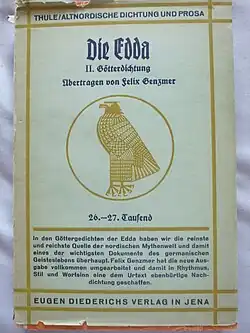 THULE/ALTNORDISCHE DICHTUNG UND PROSA
Die Edda
II. Götterdichtung
Übertragen von Felix Genzmer
26.—27. Tausend
In den Göttergedichten der Edda haben wir die reinste
und reichste Quelle der nordischen Mythenwelt und damit
eines der wichtigsten Dokumente des germanischen
Geisteslebens überhaupt. Felix Genzmer hat die neue Aus-
gabe vollkommen umgearbeitet und damit in Rhythmus,
Stil und Wortsinn eine dem Urtext ebenbürtige Nach-
dichtung geschaffen.
EUGEN DIEDERICHS VERLAG IN JENA